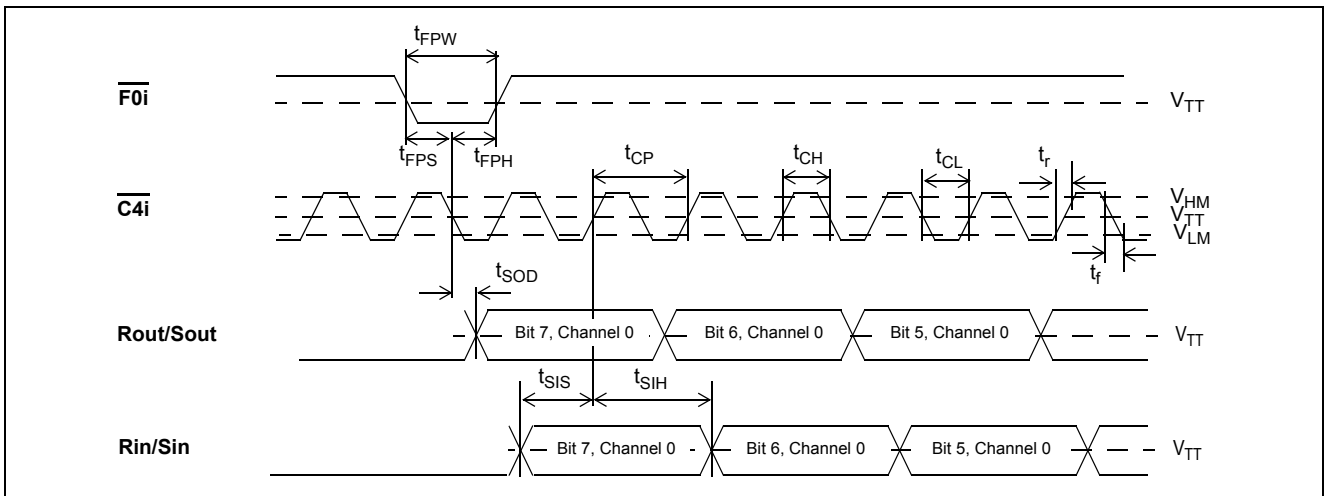 tFPW
F0i
VTT
tFPS
tFPH
tCP
tCH
tCL
tr
C4i
VHM
VTT
VLM
tSOD
tf
Rout/Sout
Bit 7, Channel 0
Bit 6, Channel 0
Bit 5, Channel 0
VTT
tSIS
tSIH
Rin/Sin
Bit 7, Channel 0
Bit 6, Channel 0
Bit 5, Channel 0
VTT